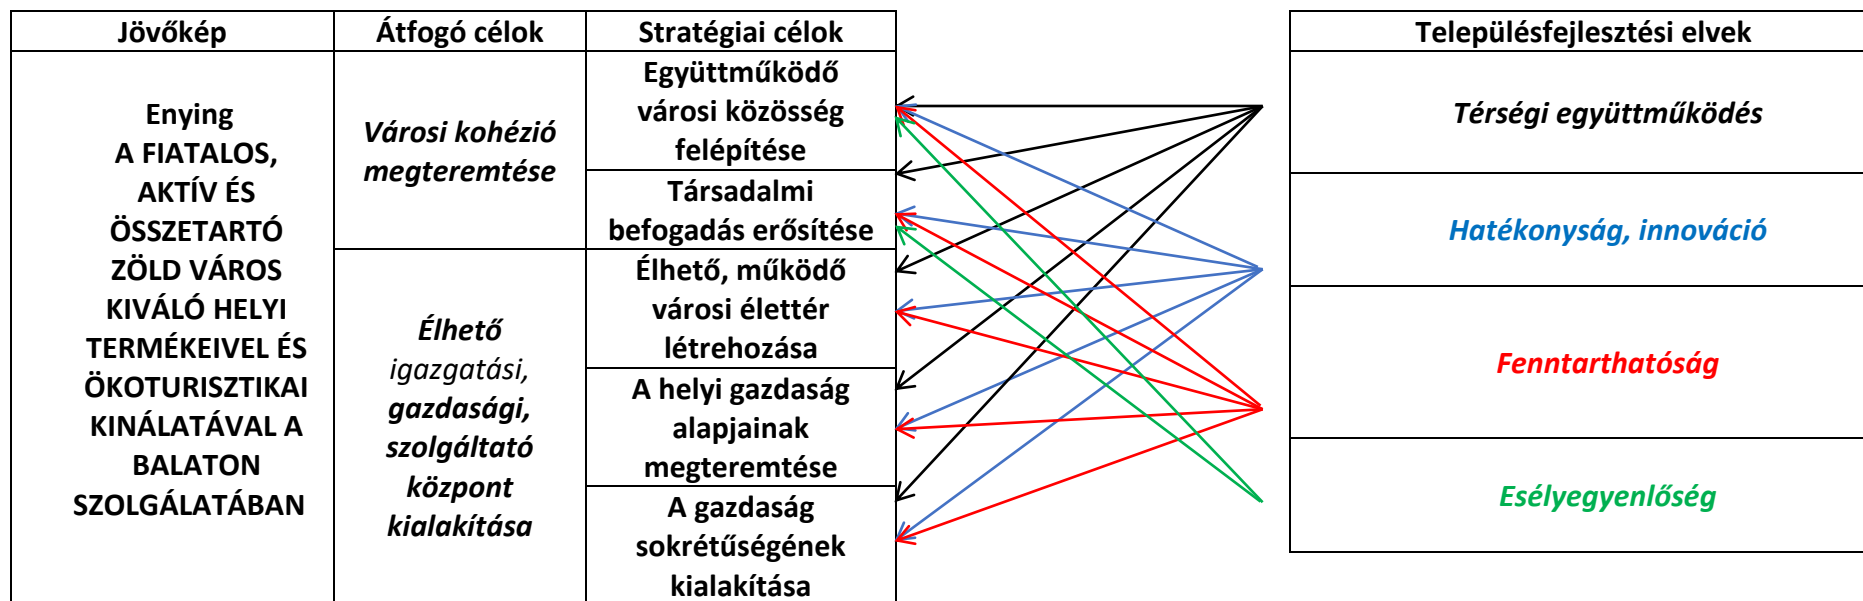 Jövőkép
Átfogó célok
Stratégiai célok
Enying
A FIATALOS,
AKTÍV ÉS
ÖSSZETARTÓ
ZÖLD VÁROS
KIVÁLÓ HELYI
TERMÉKEIVEL ÉS
ÖKOTURISZTIKAI
KINÁLATÁVAL A
BALATON
SZOLGÁLATÁBAN
Városi kohézió
megteremtése
Élhető
igazgatási,
gazdasági,
szolgáltató
központ
kialakítása
Együttműködő
városi közösség
felépítése
Társadalmi
befogadás erősítése
Élhető, működő
városi élettér
létrehozása
A helyi gazdaság
alapjainak
megteremtése
A gazdaság
sokrétűségének
kialakítása
Településfejlesztési elvek
Térségi együttműködés
Hatékonyság, innováció
Fenntarthatóság
Esélyegyenlőség